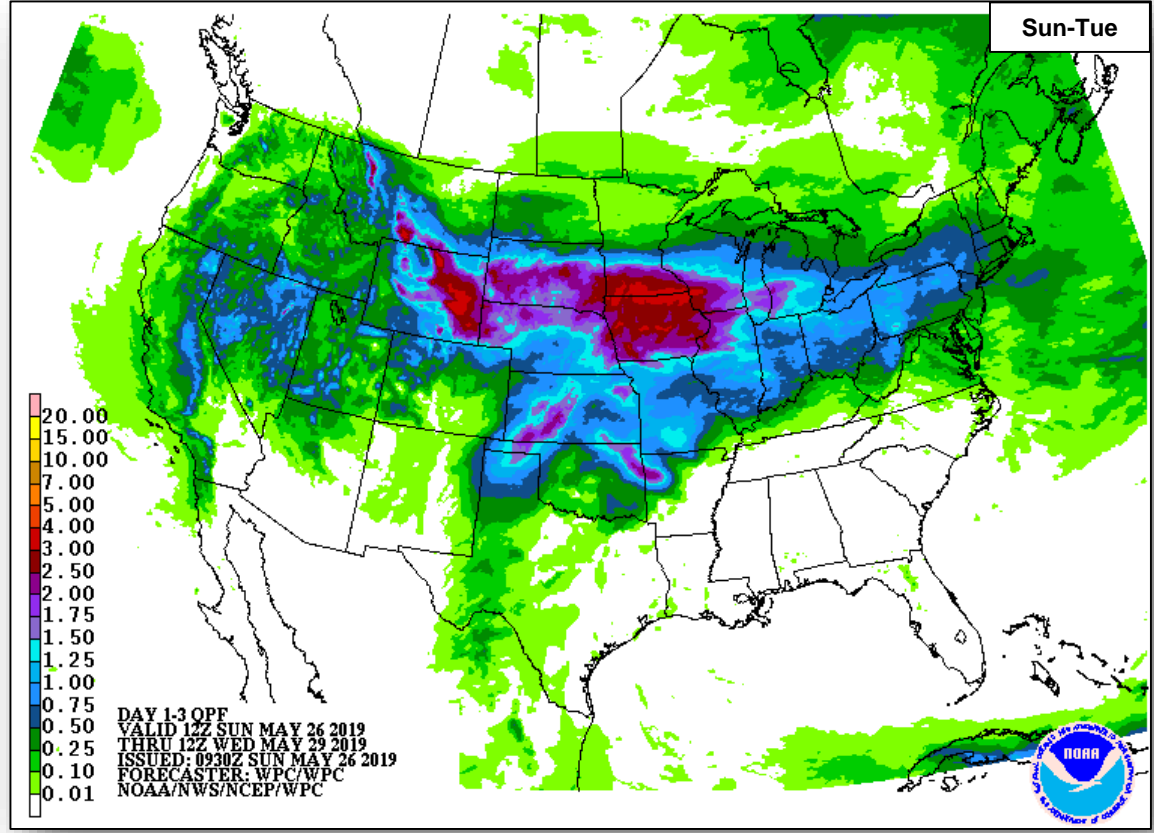 Sun-Tue
20.00
15.00
10.00
7.00
5.00
4.00
3.00
2.50
2.00
1.75
1.50
1.25
1.00
0.75
0.50
0.25
0.10
0.01
DAY 1-3 QPF
VALID 12Z SUN MAY 26 2019
THRU 12Z WED MAY 29 2019
ISSUED: 0930Z SUN MAY 26 2019
FORECASTER: WPC/WPC
NOAA/NWS/NCEP/WPC
NOAA